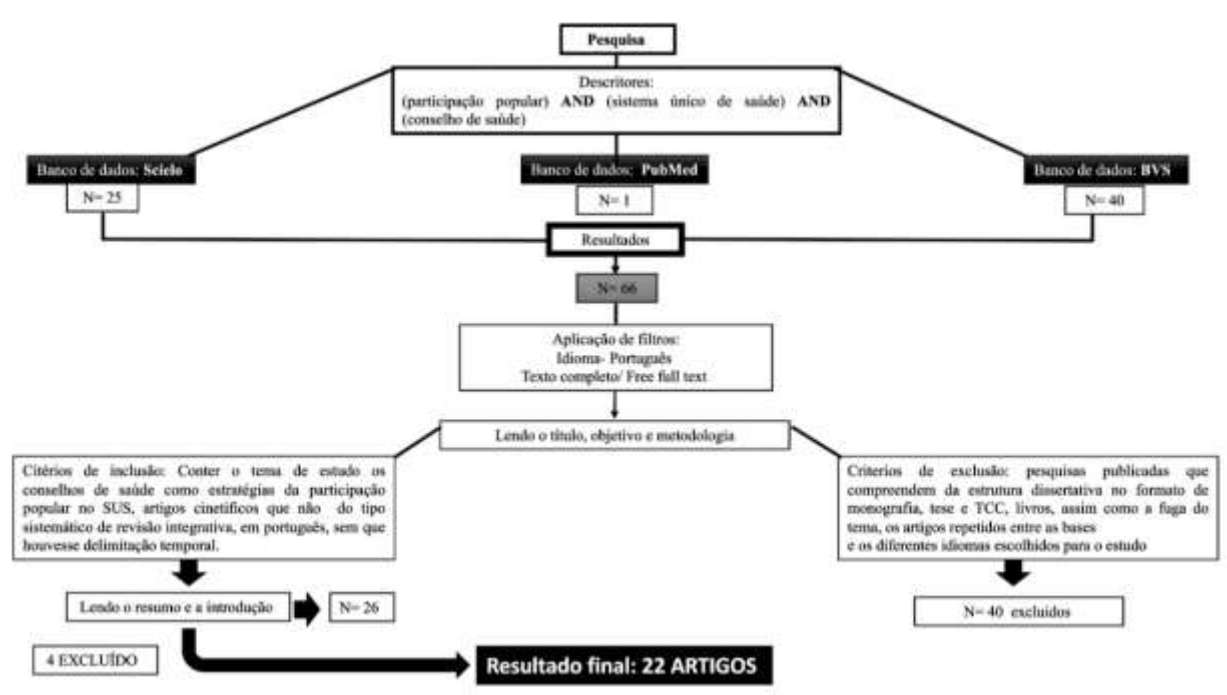 Pesquisa
Descritores:
(participação popular) AND (sistema único de saúde) AND
(conselho de saúde)
Banco de dados: Scielo
N= 25
Banco de dados: PubMed
N= 1
Banco de dados: BVS
N= 40
Resultados
N= 66
Aplicação de filtros:
Idioma- Português
Texto completo/ Free full text
Lendo o título, objetivo e metodologia
Citérios de inclusão: Conter o tema de estudo os
conselhos de saúde como estratégias da participação
popular no SUS, artigos cinetíficos que não do tipo
sistemático de revisão integrativa, em português, sem que
houvesse delimitação temporal.
Lendo o resumo e a introdução
N= 26
4 EXCLUÍDO
Criterios de exclusão: pesquisas publicadas que
compreendem da estrutura dissertativa no formato de
monografia, tese e TCC, livros, assim como a fuga do
tema, os artigos repetidos entre as bases
e os diferentes idiomas escolhidos para o estudo
N= 40 excluidos
Resultado final: 22 ARTIGOS